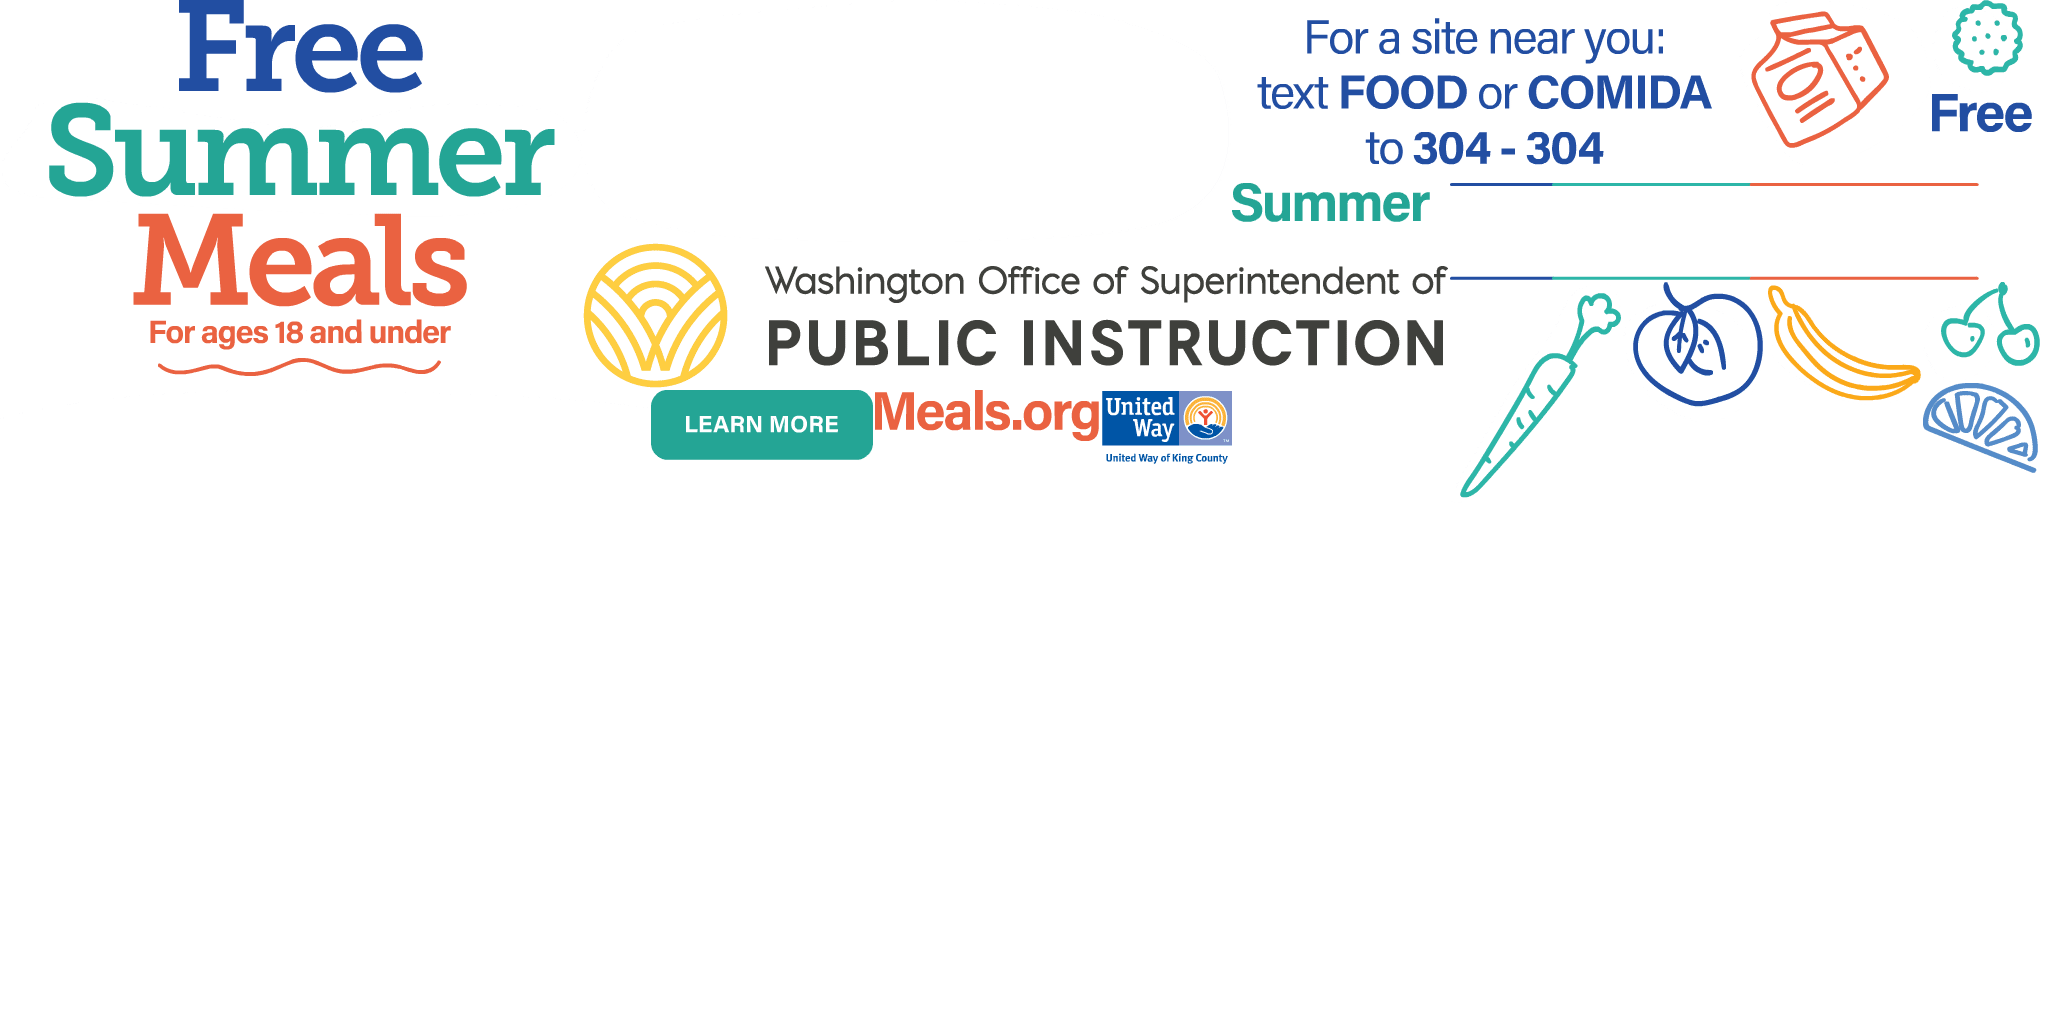 Free
Summer
Meals
For ages 18 and under
For a site near you:
text FOOD or COMIDA
to 304 - 304
Free
Summer
Washington Office of Superintendent of
PUBLIC INSTRUCTION
LEARN MORE
Meals.org
United
Way
TM
United Way of King County